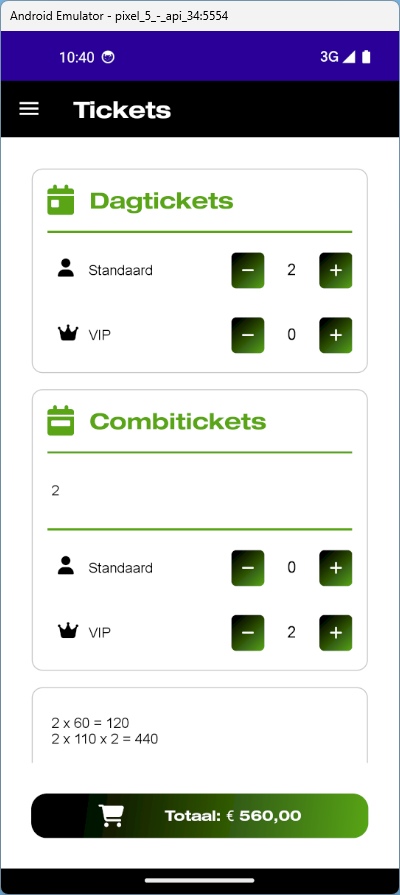 Android Emulator - pixel_5_-_api_34:5554
10:40
3G
Tickets
Dagtickets
Standaard − 2 +
VIP − 0 +
Combitickets
2
Standaard − 0 +
VIP − 2 +
2 x 60 = 120
2 x 110 x 2 = 440
Totaal: € 560,00